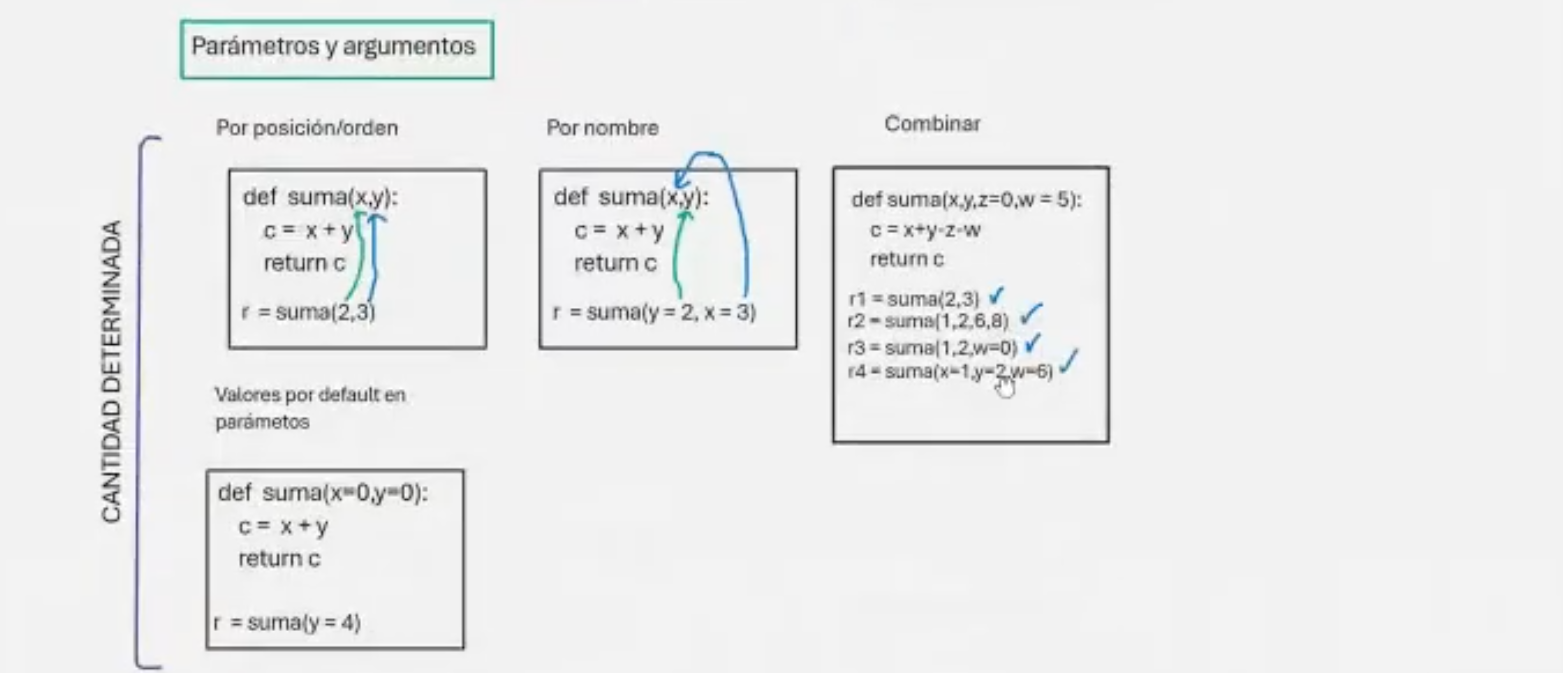 Parámetros y argumentos
CANTIDAD DETERMINADA
Por posición/orden
def suma(x,y):
c = x + y
return c
r = suma(2,3)
Por nombre
def suma(x,y):
c = x + y
return c
r = suma(y = 2, x = 3)
Combinar
def suma(x,y,z=0,w = 5):
c = x+y-z-w
return c
r1 = suma(2,3)
r2 = suma(1,2,6,8)
r3 = suma(1,2,w=0)
r4 = suma(x=1,y=2,w=6)
Valores por default en
parámetos
def suma(x=0,y=0):
c = x + y
return c
r = suma(y = 4)